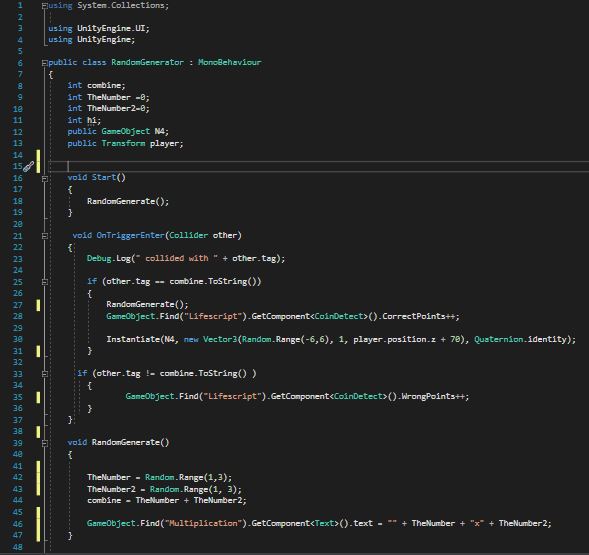 1 using System.Collections;
2
3 using UnityEngine.UI;
4 using UnityEngine;
5
6 public class RandomGenerator : MonoBehaviour
7 {
8 int combine;
9 int TheNumber =0;
10 int TheNumber2=0;
11 int hi;
12 public GameObject N4;
13 public Transform player;
14
15
16 void Start()
17 {
18 RandomGenerate();
19 }
20
21 void OnTriggerEnter(Collider other)
22 {
23 Debug.Log(" collided with " + other.tag);
24
25 if (other.tag == combine.ToString())
26 {
27 RandomGenerate();
28 GameObject.Find("Lifescript").GetComponent<CoinDetect>().CorrectPoints++;
29
30 Instantiate(N4, new Vector3(Random.Range(-6,6), 1, player.position.z + 70), Quaternion.identity);
31 }
32
33 if (other.tag != combine.ToString() )
34 {
35 GameObject.Find("Lifescript").GetComponent<CoinDetect>().WrongPoints++;
36 }
37 }
38
39 void RandomGenerate()
40 {
41
42 TheNumber = Random.Range(1,3);
43 TheNumber2 = Random.Range(1, 3);
44 combine = TheNumber + TheNumber2;
45
46 GameObject.Find("Multiplication").GetComponent<Text>().text = "" + TheNumber + "x" + TheNumber2;
47 }
48